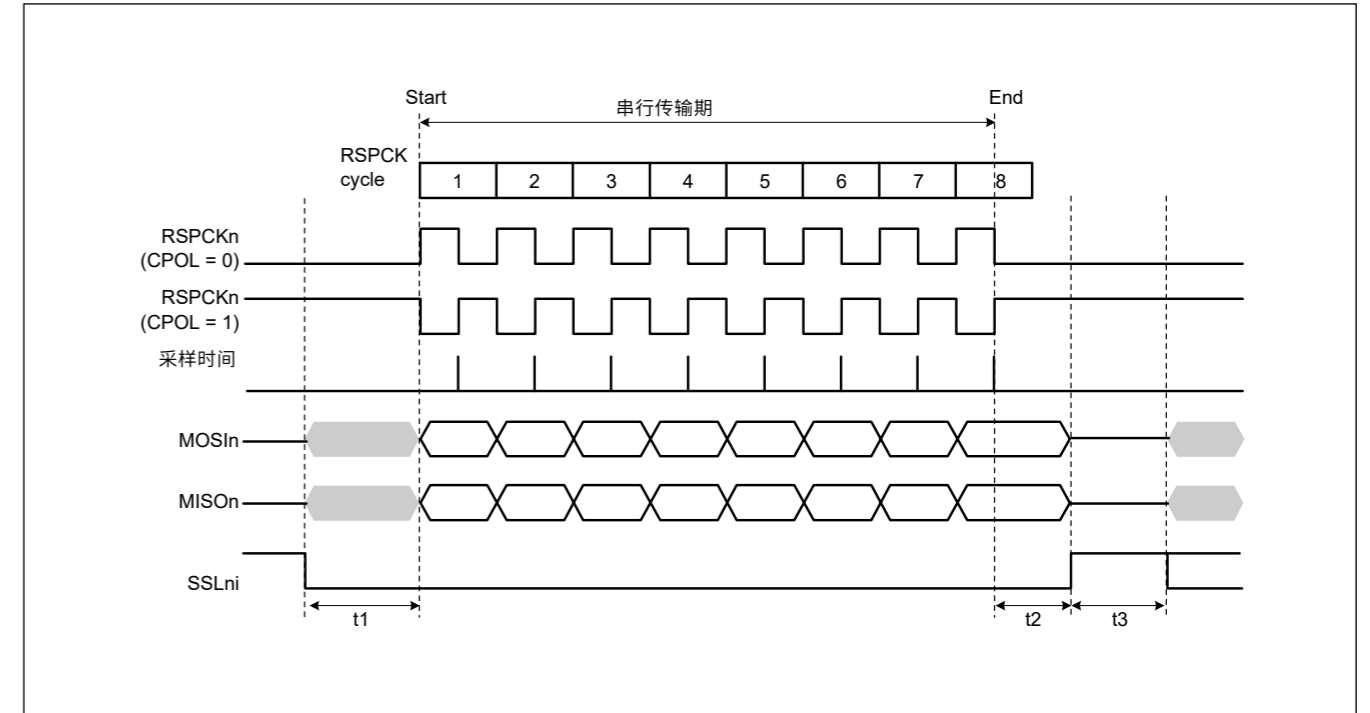 Start
串行传输期
End
RSPCK
cycle
1 2 3 4 5 6 7 8
RSPCKn
(CPOL = 0)
RSPCKn
(CPOL = 1)
采样时间
MOSIn
MISOn
SSLni
t1
t2
t3